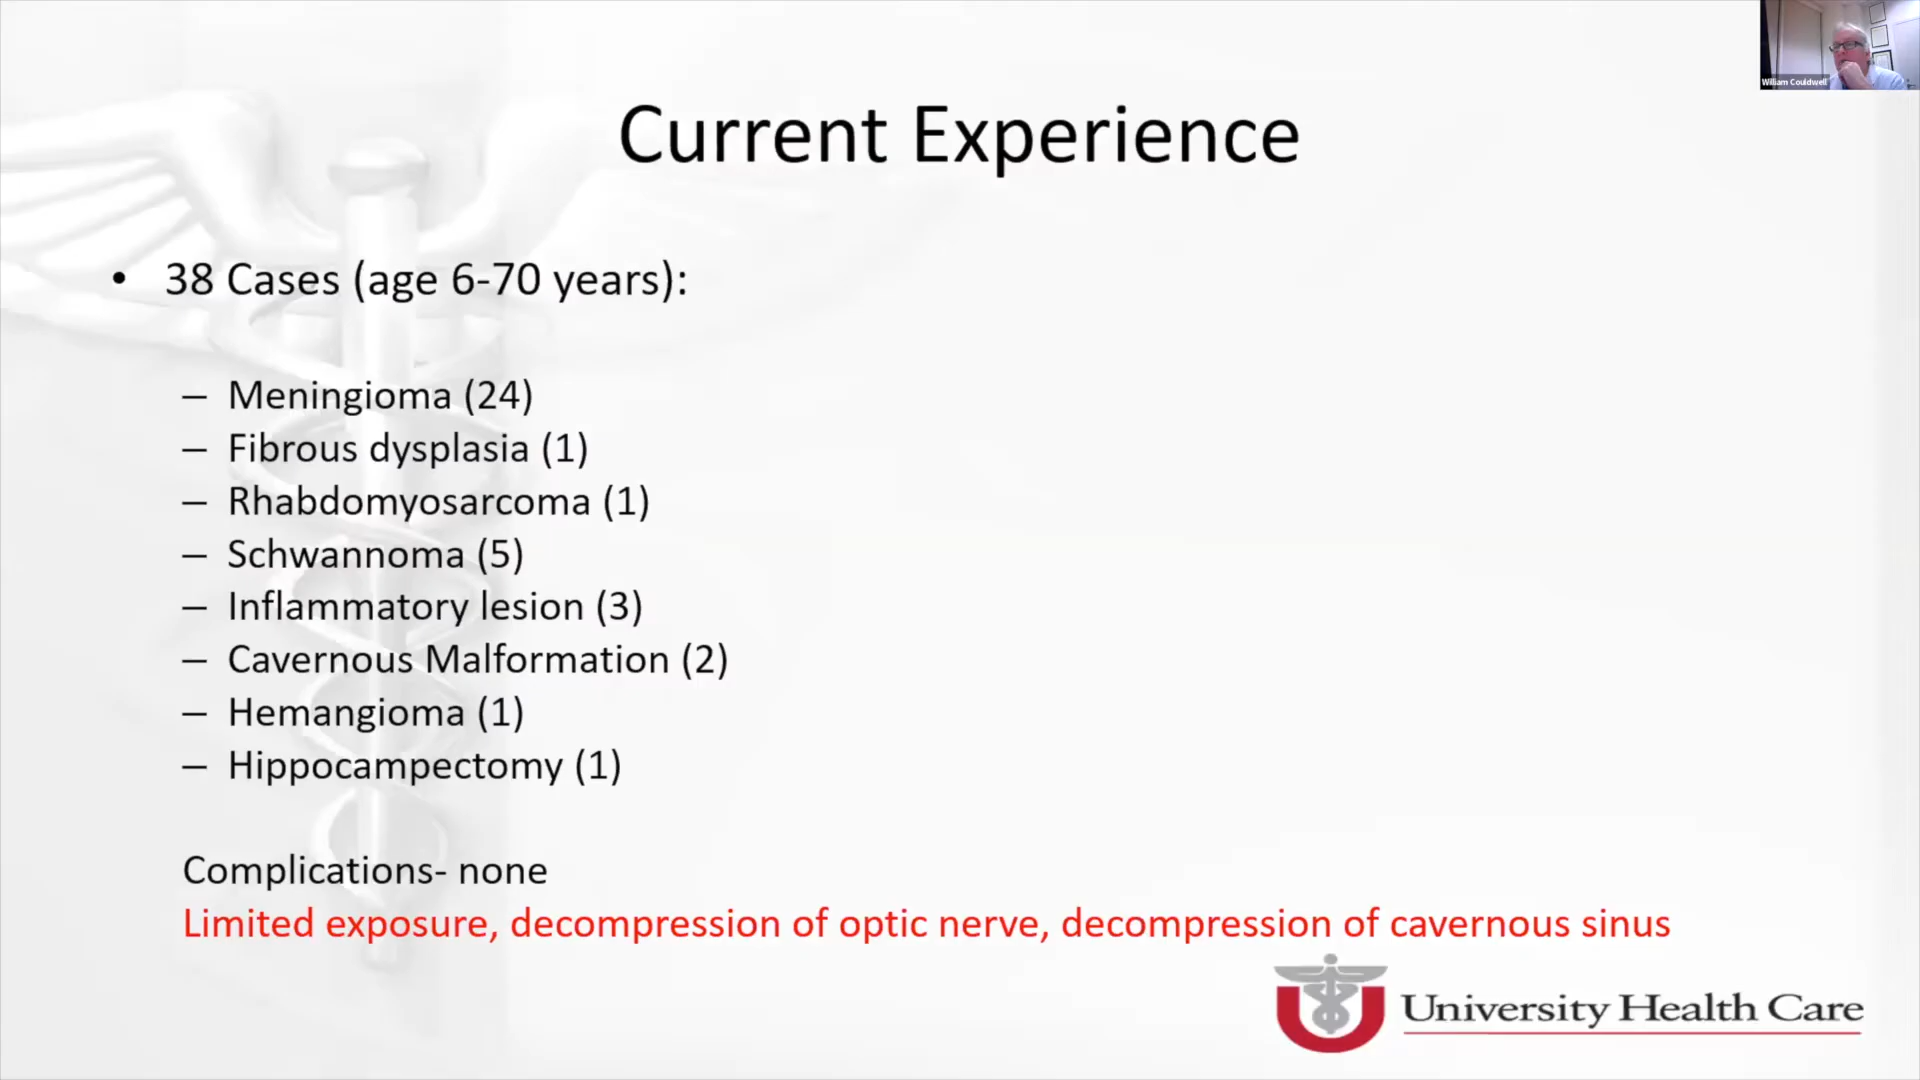 William Couldwell
Current Experience
• 38 Cases (age 6-70 years):
– Meningioma (24)
– Fibrous dysplasia (1)
– Rhabdomyosarcoma (1)
– Schwannoma (5)
– Inflammatory lesion (3)
– Cavernous Malformation (2)
– Hemangioma (1)
– Hippocampectomy (1)
Complications- none
Limited exposure, decompression of optic nerve, decompression of cavernous sinus
University Health Care